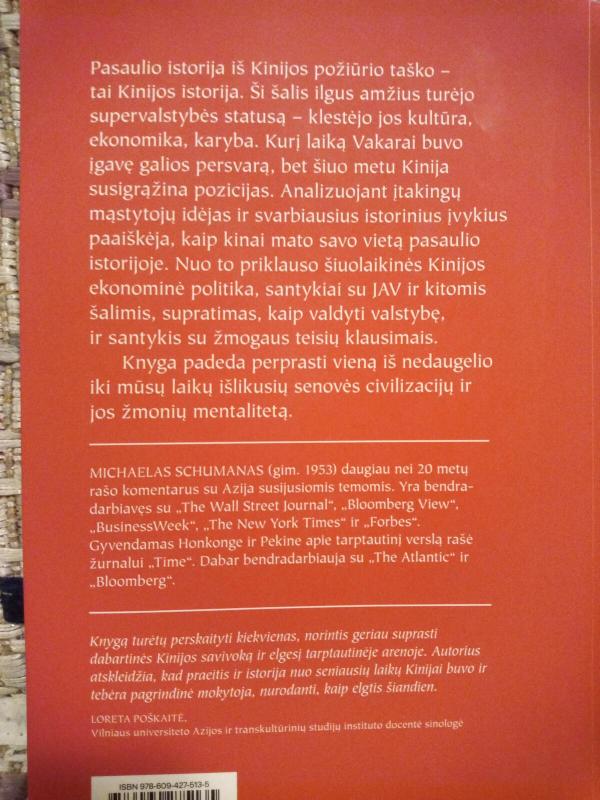 Pasaulio istorija iš Kinijos požiūrio taško –
tai Kinijos istorija. Ši šalis ilgus amžius turėjo
supervalstybės statusą – klestėjo jos kultūra,
ekonomika, karyba. Kurį laiką Vakarai buvo
įgavę galios persvarą, bet šiuo metu Kinija
susigrąžina pozicijas. Analizuojant įtakingų
mąstytojų idėjas ir svarbiausius istorinius įvykius
paaiškėja, kaip kinai mato savo vietą pasaulio
istorijoje. Nuo to priklauso šiuolaikinės Kinijos
ekonominė politika, santykiai su JAV ir kitomis
šalimis, supratimas, kaip valdyti valstybę,
ir santykis su žmogaus teisių klausimais.
Knyga padeda perprasti vieną iš nedaugelio
iki mūsų laikų išlikusių senovės civilizacijų ir
jos žmonių mentalitetą.
MICHAELAS SCHUMANAS (gim. 1953) daugiau nei 20 metų
rašo komentarus su Azija susijusiomis temomis. Yra bendra-
darbiavęs su „The Wall Street Journal“, „Bloomberg View“,
„BusinessWeek“, „The New York Times“ ir „Forbes“.
Gyvendamas Honkonge ir Pekine apie tarptautinį verslą rašė
žurnalui „Time“. Dabar bendradarbiauja su „The Atlantic“ ir
„Bloomberg“.
Knygą turėtų perskaityti kiekvienas, norintis geriau suprasti
dabartinės Kinijos savivoką ir elgesį tarptautinėje arenoje. Autorius
atskleidžia, kad praeitis ir istorija nuo seniausių laikų Kinijai buvo ir
tebėra pagrindinė mokytoja, nurodanti, kaip elgtis šiandien.
LORETA POŠKAITĖ,
Vilniaus universiteto Azijos ir transkultūrinių studijų instituto docentė sinologė
ISBN 978-609-427-513-5